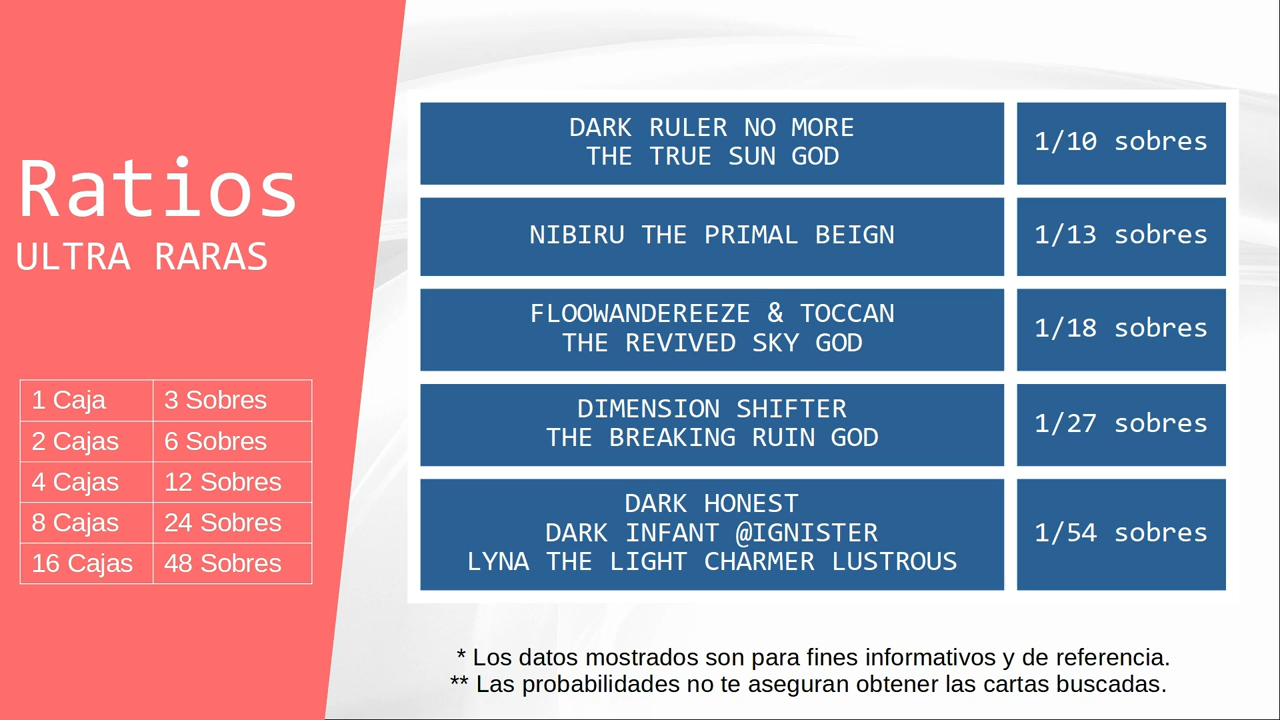 Ratios
ULTRA RARAS
1 Caja 3 Sobres
2 Cajas 6 Sobres
4 Cajas 12 Sobres
8 Cajas 24 Sobres
16 Cajas 48 Sobres
DARK RULER NO MORE
THE TRUE SUN GOD
1/10 sobres
NIBIRU THE PRIMAL BEIGN
1/13 sobres
FLOOWANDEREEZE & TOCCAN
THE REVIVED SKY GOD
1/18 sobres
DIMENSION SHIFTER
THE BREAKING RUIN GOD
1/27 sobres
DARK HONEST
DARK INFANT @IGNISTER
LYNA THE LIGHT CHARMER LUSTROUS
1/54 sobres
* Los datos mostrados son para fines informativos y de referencia.
** Las probabilidades no te aseguran obtener las cartas buscadas.